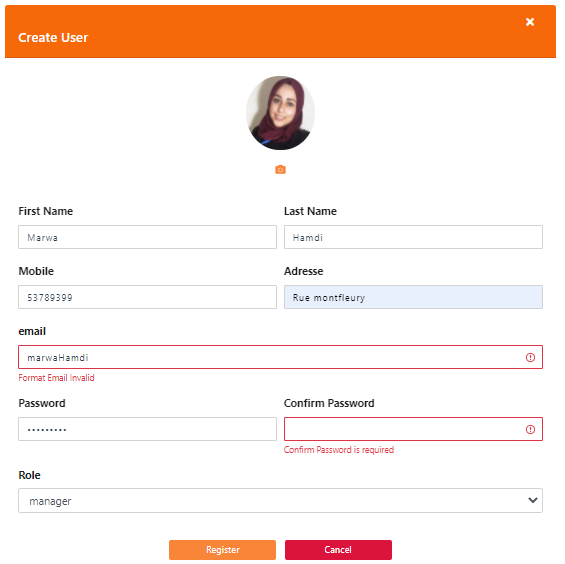 ×
Create User
First Name Last Name
Marwa Hamdi
Mobile Adresse
53789399 Rue montfleury
email
marwaHamdi
Format Email Invalid
Password Confirm Password
•••••••••
Confirm Password is required
Role
manager
Register Cancel